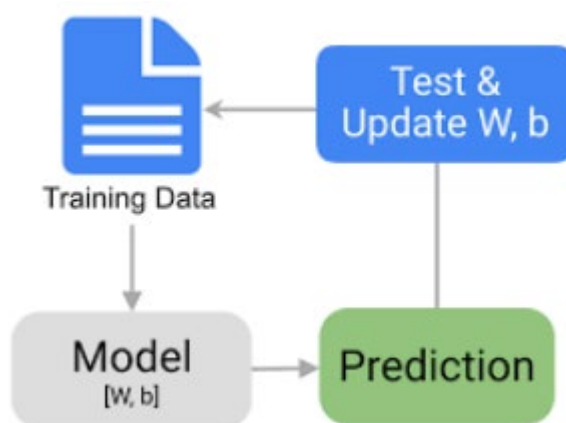 Test &
Update W, b
Training Data
Model
[W, b]
Prediction